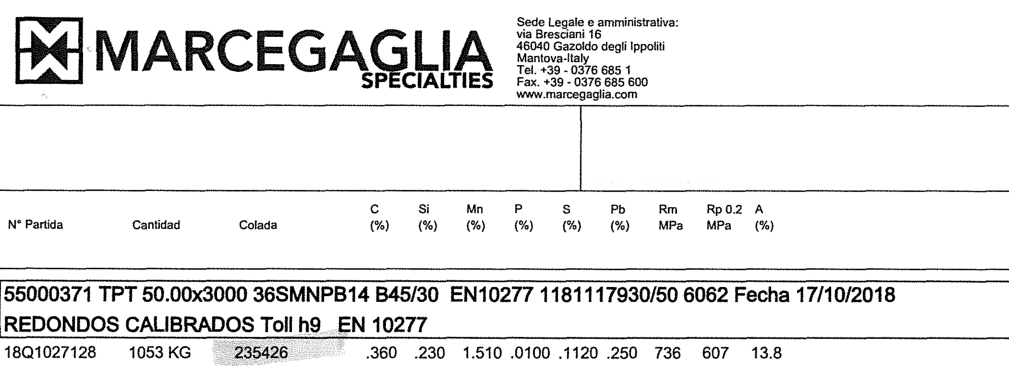 MARCEGAGLIA
SPECIALTIES
Sede Legale e amministrativa:
via Bresciani 16
46040 Gazoldo degli Ippoliti
Mantova-Italy
Tel. +39 - 0376 685 1
Fax. +39 - 0376 685 600
www.marcegaglia.com
N° Partida Cantidad Colada C (%) Si (%) Mn (%) P (%) S (%) Pb (%) Rm MPa Rp 0.2 MPa A (%)
55000371 TPT 50.00x3000 36SMNPB14 B45/30 EN10277 1181117930/50 6062 Fecha 17/10/2018
REDONDOS CALIBRADOS Toll h9 EN 10277
18Q1027128 1053 KG 235426 .360 .230 1.510 .0100 .1120 .250 736 607 13.8